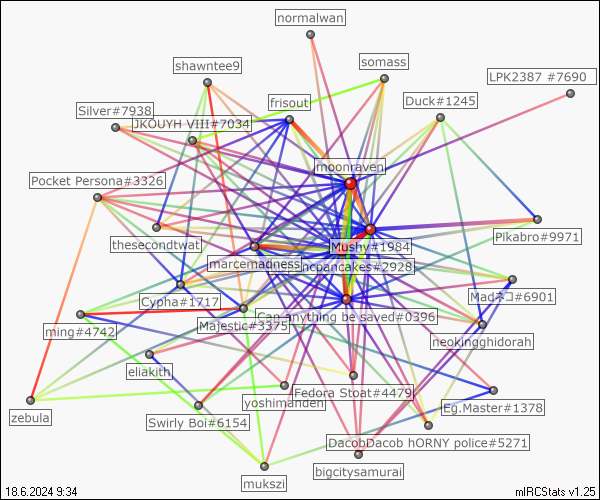 normalwan
somass
shawntee9
LPK2387 #7690
frisout
Duck#1245
Silver#7938
JKOUYH VIII#7034
moonraven
Pocket Persona#3326
Pikabro#9971
thesecondtwat
Mushy#1984
marcemadness
ncpancakes#2928
Cypha#1717
Madネコ#6901
Can anything be saved#0396
Majestic#3375
ming#4742
neokingghidorah
eliakith
Fedora Stoat#4479
yoshimanden
Eg.Master#1378
zebula
Swirly Boi#6154
DacobDacob hORNY police#5271
bigcitysamurai
mukszi
18.6.2024 9:34
mIRCStats v1.25